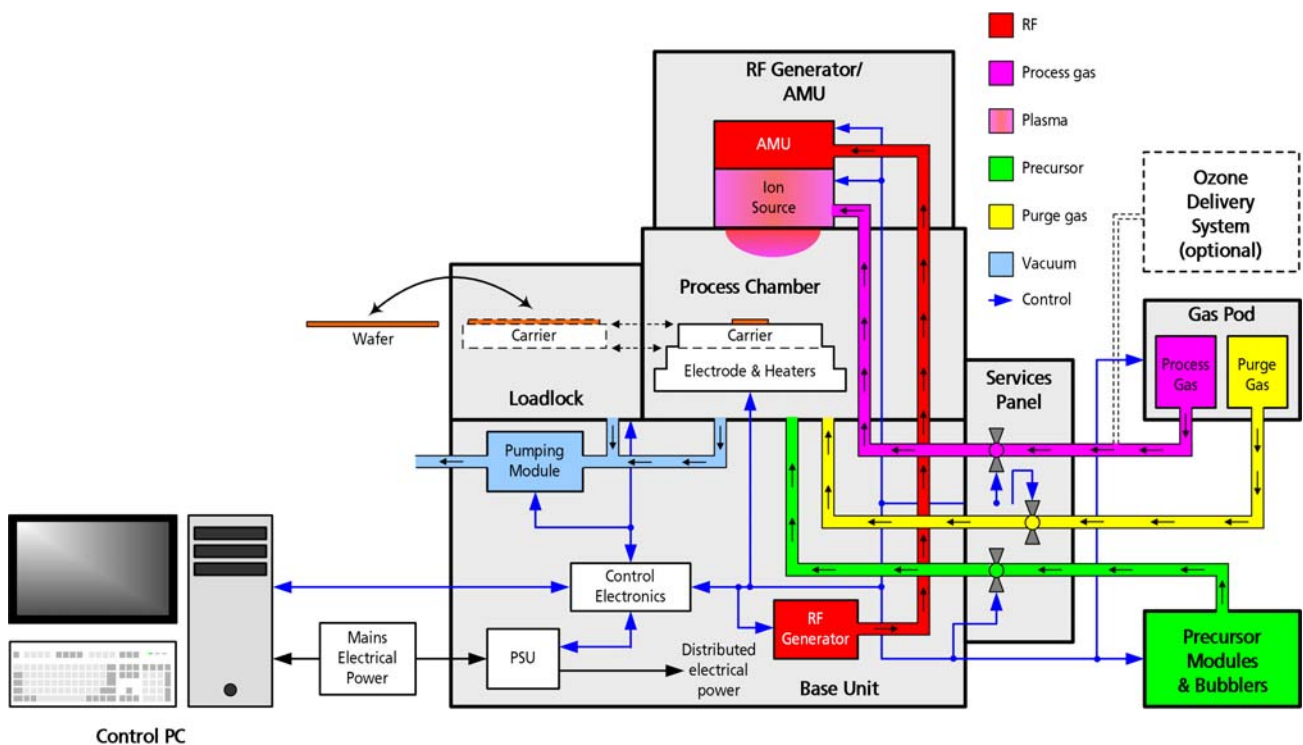 RF Generator/
AMU
AMU
Ion
Source
RF
Process gas
Plasma
Precursor
Purge gas
Vacuum
Control
Ozone
Delivery
System
(optional)
Process Chamber
Wafer
Carrier
Carrier
Electrode & Heaters
Loadlock
Services
Panel
Gas Pod
Process
Gas
Purge
Gas
Pumping
Module
Control
Electronics
RF
Generator
Mains
Electrical
Power
PSU
Distributed
electrical
power
Base Unit
Precursor
Modules
& Bubblers
Control PC